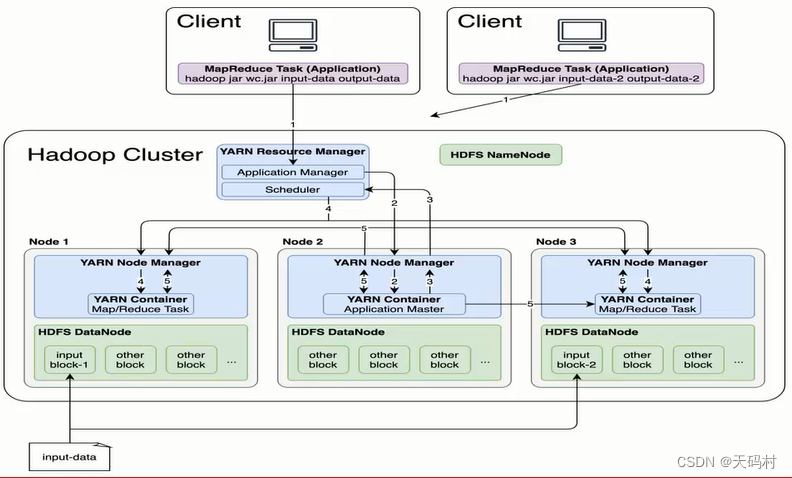 Client
MapReduce Task (Application)
hadoop jar wc.jar input-data output-data
Client
MapReduce Task (Application)
hadoop jar wc.jar input-data-2 output-data-2
1
1
Hadoop Cluster
YARN Resource Manager
Application Manager
Scheduler
HDFS NameNode
2
3
4
5
Node 1
YARN Node Manager
4
5
YARN Container
Map/Reduce Task
HDFS DataNode
input
block-1
other
block
other
block
...
Node 2
YARN Node Manager
5
2
3
YARN Container
Application Master
5
HDFS DataNode
other
block
other
block
other
block
...
Node 3
YARN Node Manager
5
4
YARN Container
Map/Reduce Task
HDFS DataNode
input
block-2
other
block
other
block
...
input-data
CSDN @天码村